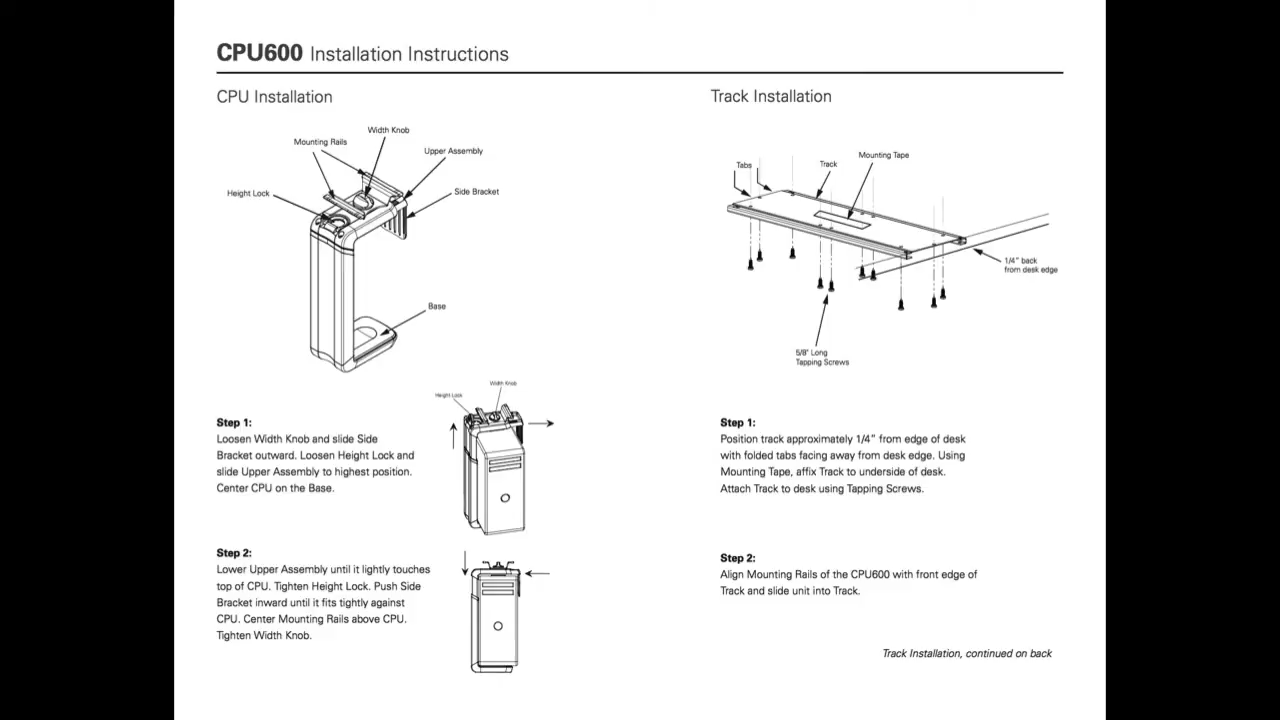 CPU600 Installation Instructions
CPU Installation
Width Knob
Mounting Rails
Upper Assembly
Height Lock
Side Bracket
Base
Width Knob
Height Lock
Step 1:
Loosen Width Knob and slide Side
Bracket outward. Loosen Height Lock and
slide Upper Assembly to highest position.
Center CPU on the Base.
Step 2:
Lower Upper Assembly until it lightly touches
top of CPU. Tighten Height Lock. Push Side
Bracket inward until it fits tightly against
CPU. Center Mounting Rails above CPU.
Tighten Width Knob.
Track Installation
Mounting Tape
Tabs
Track
1/4" back
from desk edge
5/8" Long
Tapping Screws
Step 1:
Position track approximately 1/4” from edge of desk
with folded tabs facing away from desk edge. Using
Mounting Tape, affix Track to underside of desk.
Attach Track to desk using Tapping Screws.
Step 2:
Align Mounting Rails of the CPU600 with front edge of
Track and slide unit into Track.
Track Installation, continued on back